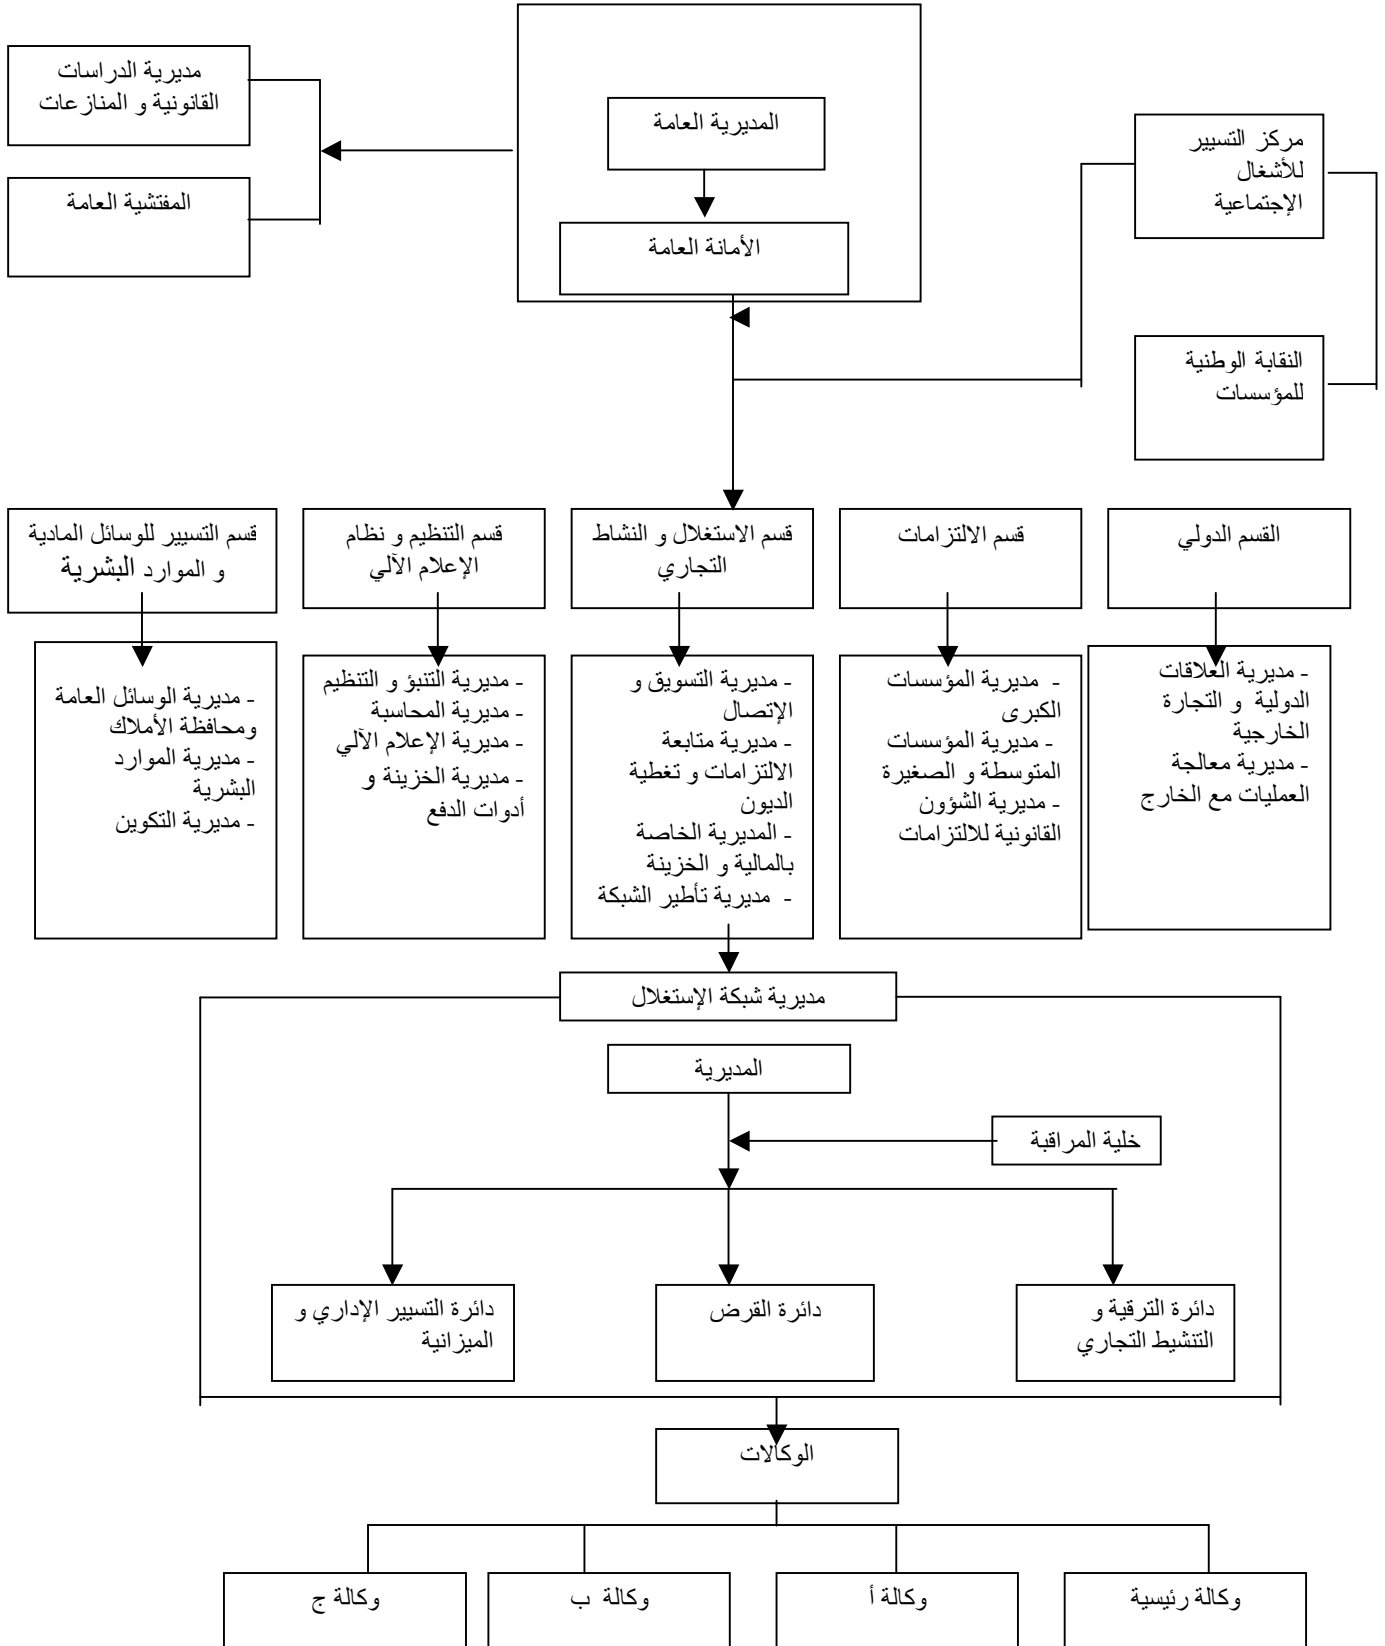 المديرية العامة
الأمانة العامة
مركز التسيير
للأشغال
الإجتماعية
النقابة الوطنية
للمؤسسات
مديرية الدراسات
القانونية و المنازعات
المفتشية العامة
القسم الدولي
قسم الالتزامات
قسم الاستغلال و النشاط
التجاري
قسم التنظيم و نظام
الإعلام الآلي
قسم التسيير للوسائل المادية
و الموارد البشرية
- مديرية العلاقات
الدولية و التجارة
الخارجية
- مديرية معالجة
العمليات مع الخارج
- مديرية المؤسسات
الكبرى
- مديرية المؤسسات
المتوسطة و الصغيرة
- مديرية الشؤون
القانونية للالتزامات
- مديرية التسويق و
الإتصال
- مديرية متابعة
الالتزامات و تغطية
الديون
- المديرية الخاصة
بالمالية و الخزينة
- مديرية تأطير الشبكة
- مديرية التنبؤ و التنظيم
- مديرية المحاسبة
- مديرية الإعلام الآلي
- مديرية الخزينة و
أدوات الدفع
- مديرية الوسائل العامة
ومحافظة الأملاك
- مديرية الموارد
البشرية
- مديرية التكوين
مديرية شبكة الإستغلال
المديرية
خلية المراقبة
دائرة الترقية و
التنشيط التجاري
دائرة القرض
دائرة التسيير الإداري و
الميزانية
الوكالات
وكالة رئيسية
وكالة أ
وكالة ب
وكالة ج